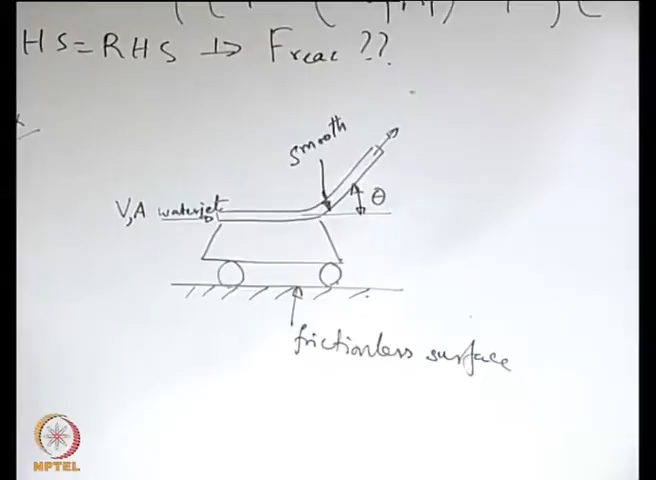 HS=RHS → Freac ??
smooth
V,A waterjet
θ
frictionless surface
NPTEL